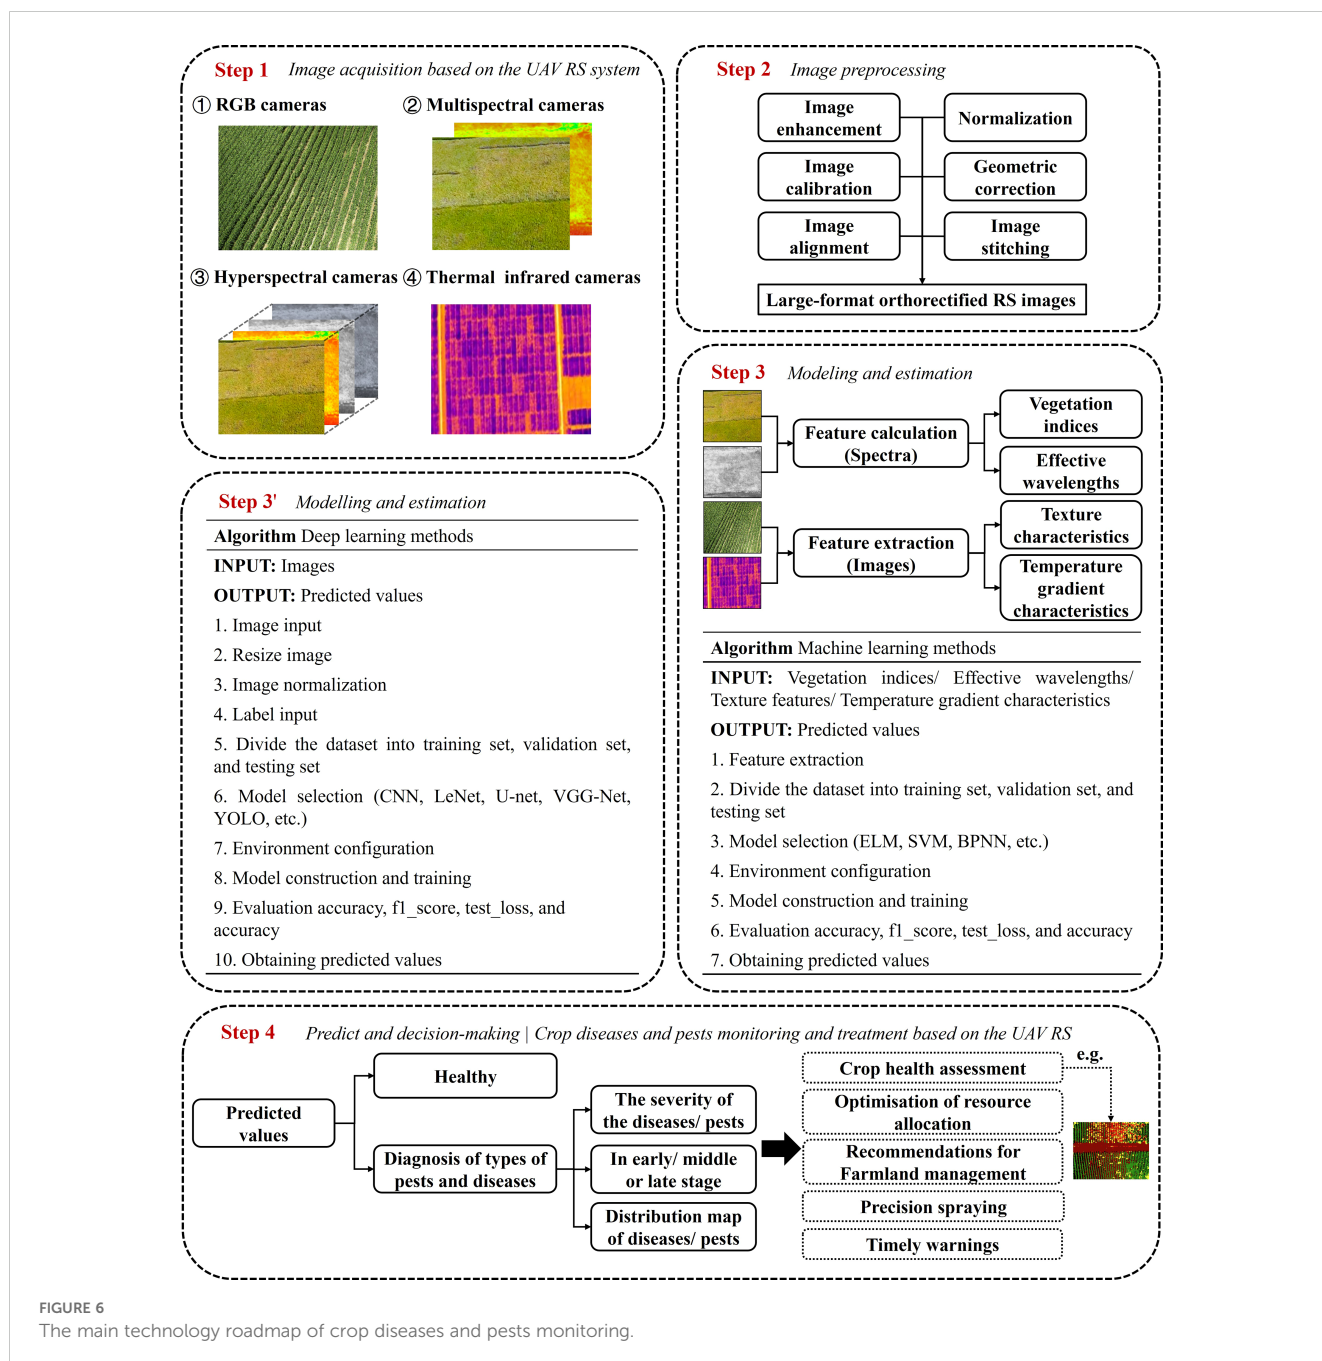 Step 1 Image acquisition based on the UAV RS system
① RGB cameras
② Multispectral cameras
③ Hyperspectral cameras
④ Thermal infrared cameras
Step 2 Image preprocessing
Image
enhancement
Normalization
Image
calibration
Geometric
correction
Image
alignment
Image
stitching
Large-format orthorectified RS images
Step 3 Modeling and estimation
Feature calculation
(Spectra)
Vegetation
indices
Effective
wavelengths
Feature extraction
(Images)
Texture
characteristics
Temperature
gradient
characteristics
Algorithm Machine learning methods
INPUT: Vegetation indices/ Effective wavelengths/
Texture features/ Temperature gradient characteristics
OUTPUT: Predicted values
1. Feature extraction
2. Divide the dataset into training set, validation set, and
testing set
3. Model selection (ELM, SVM, BPNN, etc.)
4. Environment configuration
5. Model construction and training
6. Evaluation accuracy, f1_score, test_loss, and accuracy
7. Obtaining predicted values
Step 3' Modelling and estimation
Algorithm Deep learning methods
INPUT: Images
OUTPUT: Predicted values
1. Image input
2. Resize image
3. Image normalization
4. Label input
5. Divide the dataset into training set, validation set,
and testing set
6. Model selection (CNN, LeNet, U-net, VGG-Net,
YOLO, etc.)
7. Environment configuration
8. Model construction and training
9. Evaluation accuracy, f1_score, test_loss, and
accuracy
10. Obtaining predicted values
Step 4 Predict and decision-making | Crop diseases and pests monitoring and treatment based on the UAV RS
Predicted
values
Healthy
Diagnosis of types of
pests and diseases
The severity of
the diseases/ pests
In early/ middle
or late stage
Distribution map
of diseases/ pests
Crop health assessment
e.g.
Optimisation of resource
allocation
Recommendations for
Farmland management
Precision spraying
Timely warnings
FIGURE 6
The main technology roadmap of crop diseases and pests monitoring.